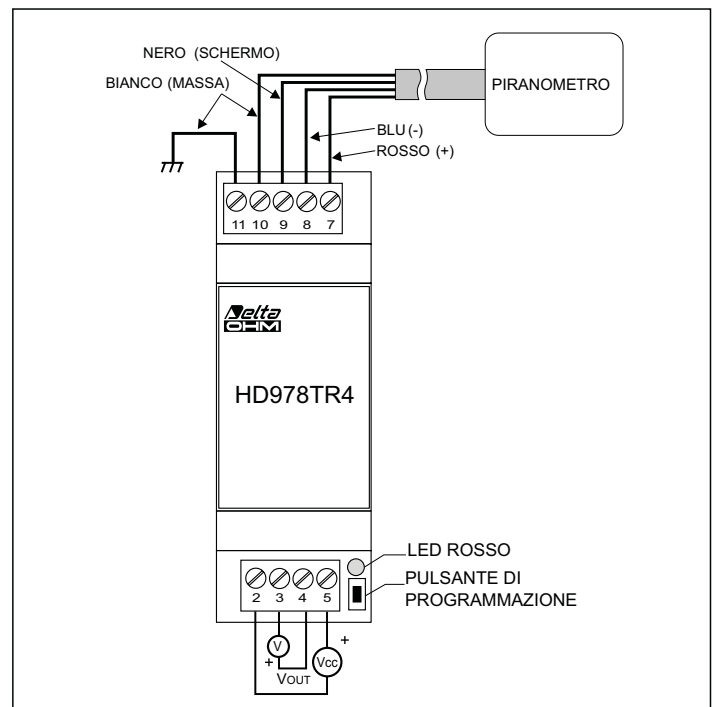 NERO (SCHERMO)
BIANCO (MASSA)
PIRANOMETRO
BLU (-)
ROSSO (+)
11 10 9 8 7
Delta
OHM
HD978TR4
LED ROSSO
PULSANTE DI
PROGRAMMAZIONE
2 3 4 5
V
+
VOUT
+
Vcc